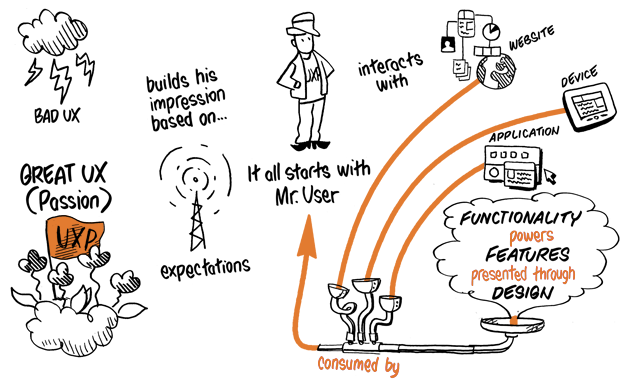 BAD UX
GREAT UX
(Passion)
UXP
builds his
impression
based on...
expectations
UXP
It all starts with
Mr. User
interacts
with
WEBSITE
DEVICE
APPLICATION
FUNCTIONALITY
powers
FEATURES
presented through
DESIGN
consumed by